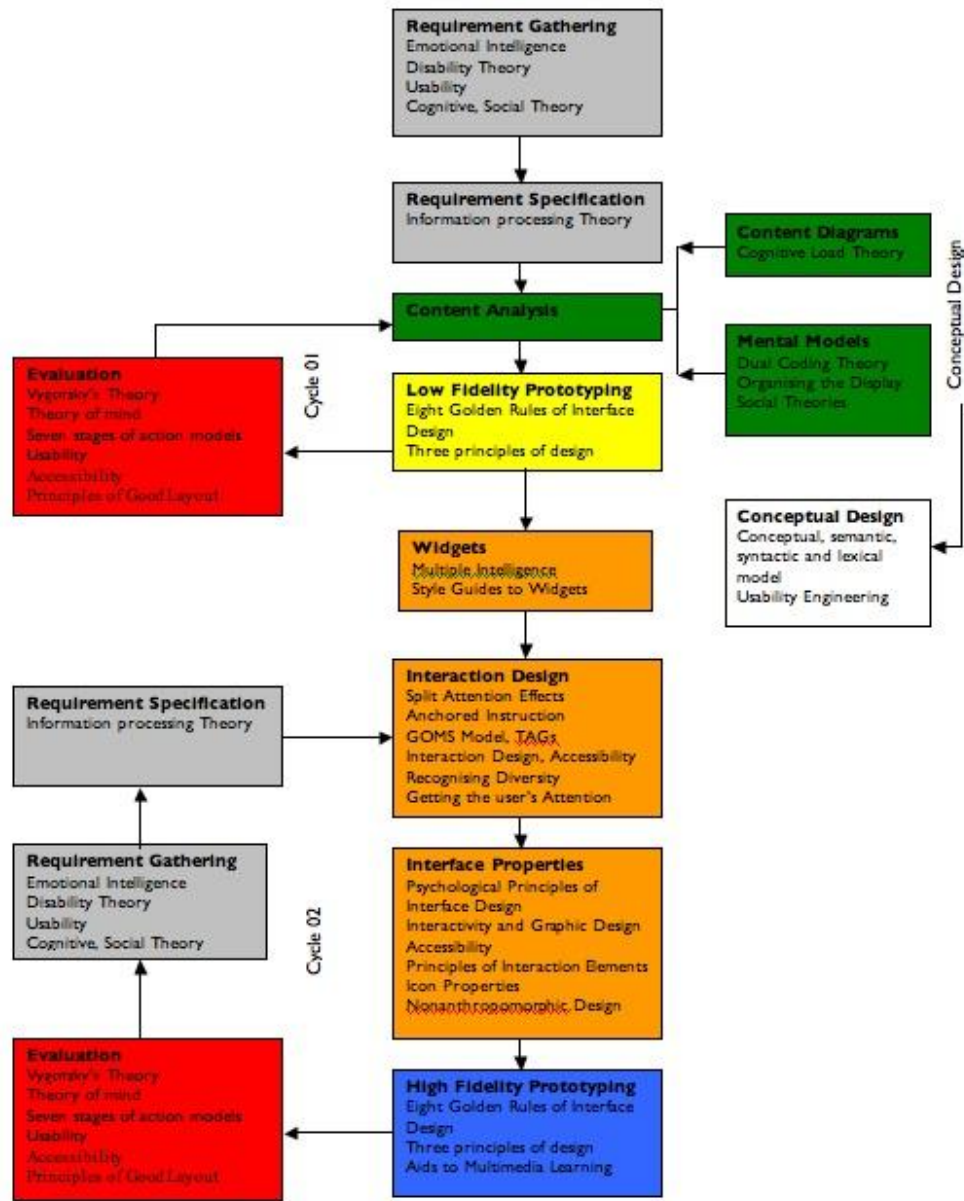 Requirement Gathering
Emotional Intelligence
Disability Theory
Usability
Cognitive, Social Theory
Requirement Specification
Information processing Theory
Content Diagrams
Cognitive Load Theory
Conceptual Design
Content Analysis
Mental Models
Dual Coding Theory
Organising the Display
Social Theories
Evaluation
Vygotsky's Theory
Theory of mind
Seven stages of action models
Usability
Accessibility
Principles of Good Layout
Cycle 01
Low Fidelity Prototyping
Eight Golden Rules of Interface
Design
Three principles of design
Conceptual Design
Conceptual, semantic,
syntactic and lexical
model
Usability Engineering
Widgets
Multiple Intelligence
Style Guides to Widgets
Requirement Specification
Information processing Theory
Interaction Design
Split Attention Effects
Anchored Instruction
GOMS Model, TAGs
Interaction Design, Accessibility
Recognising Diversity
Getting the user's Attention
Requirement Gathering
Emotional Intelligence
Disability Theory
Usability
Cognitive, Social Theory
Cycle 02
Interface Properties
Psychological Principles of
Interface Design
Interactivity and Graphic Design
Accessibility
Principles of Interaction Elements
Icon Properties
Nonanthropomorphic Design
Evaluation
Vygotsky's Theory
Theory of mind
Seven stages of action models
Usability
Accessibility
Principles of Good Layout
High Fidelity Prototyping
Eight Golden Rules of Interface
Design
Three principles of design
Aids to Multimedia Learning